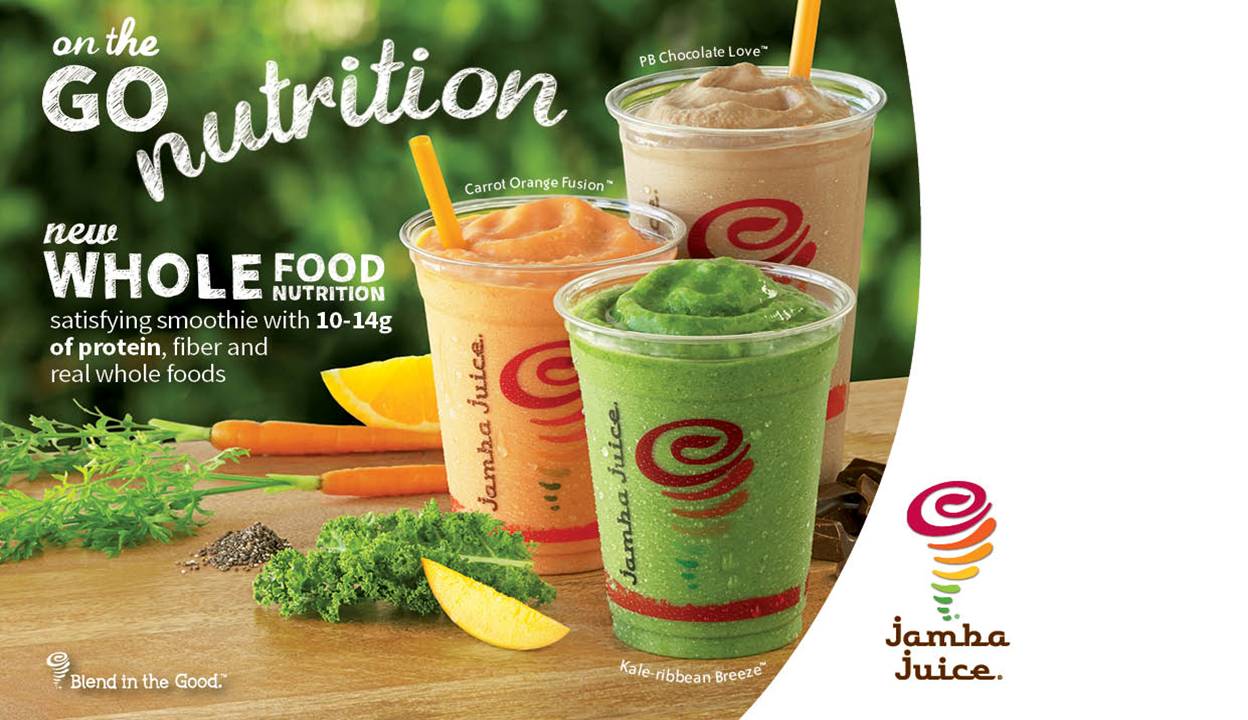 on the
GO
nutrition
PB Chocolate Love™
Carrot Orange Fusion™
new
WHOLE FOOD
NUTRITION
satisfying smoothie with 10-14g
of protein, fiber and
real whole foods
jamba juice.
jamba juice.
Kale-ribbean Breeze™
Blend in the Good.™
jamba
juice.